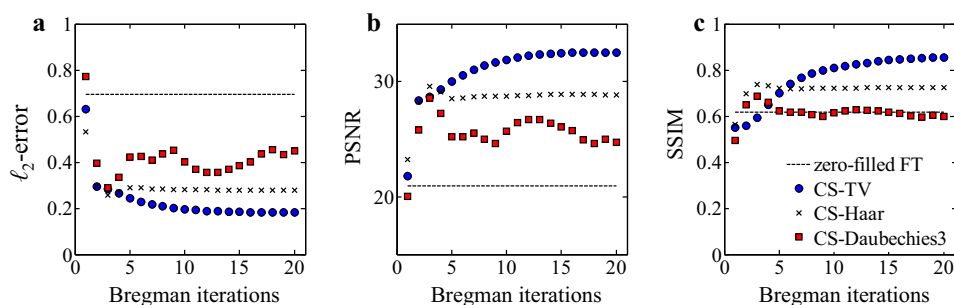 a
ℓ2-error
1
0.8
0.6
0.4
0.2
0
0 5 10 15 20
Bregman iterations
b
PSNR
30
20
0 5 10 15 20
Bregman iterations
c
SSIM
1
0.8
0.6
0.4
0.2
0
zero-filled FT
CS-TV
CS-Haar
CS-Daubechies3
0 5 10 15 20
Bregman iterations